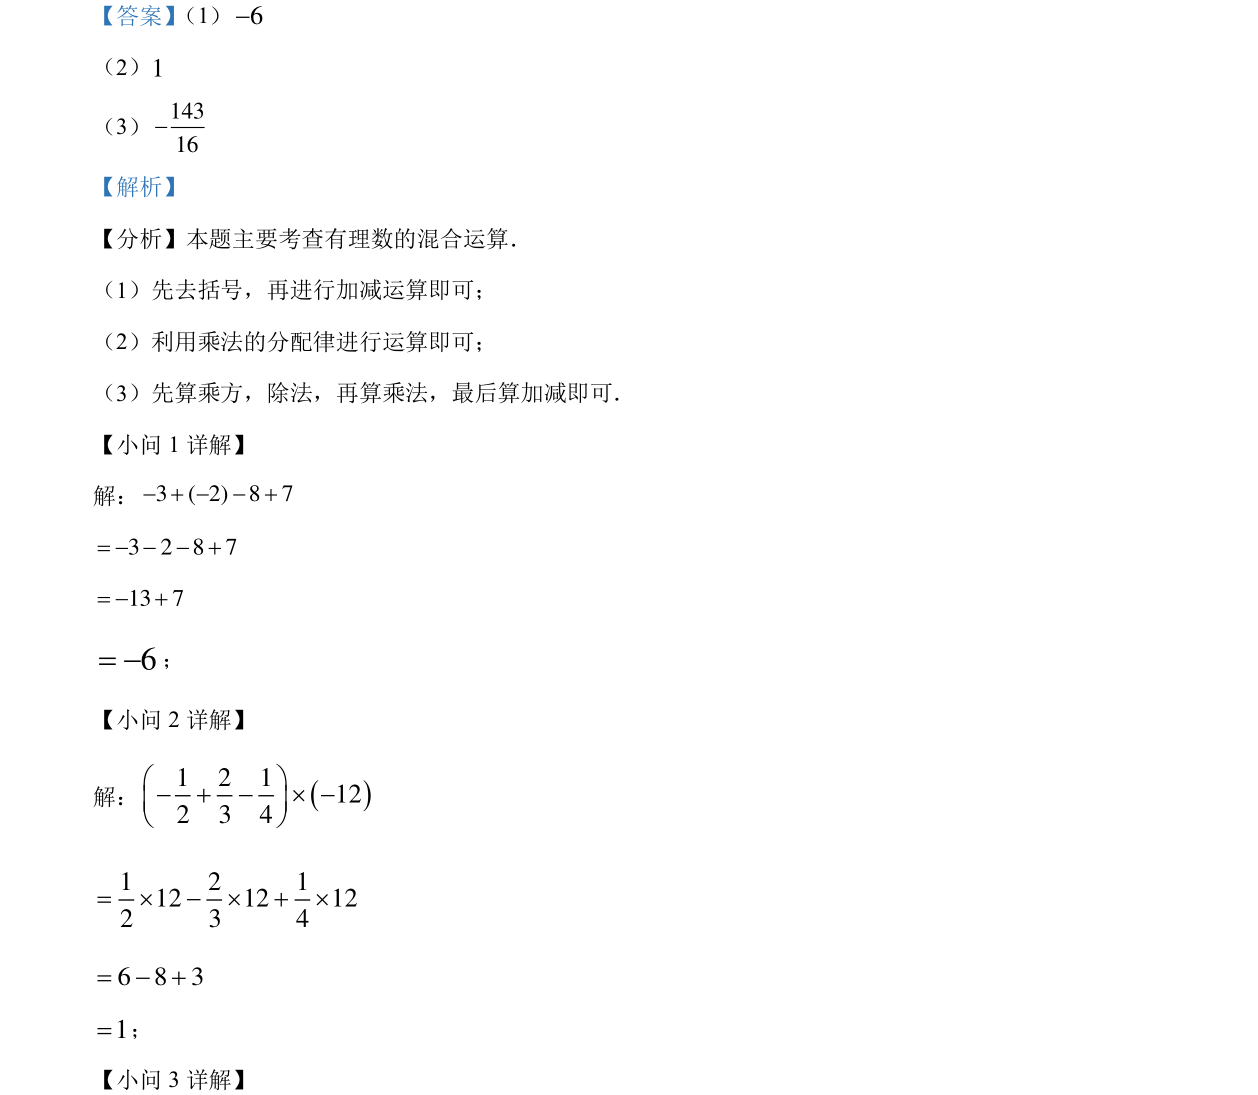 【答案】（1）−6
（2）1
（3）−143/16
【解析】
【分析】本题主要考查有理数的混合运算．
（1）先去括号，再进行加减运算即可；
（2）利用乘法的分配律进行运算即可；
（3）先算乘方，除法，再算乘法，最后算加减即可．
【小问 1 详解】
解：−3+(−2)−8+7
=−3−2−8+7
=−13+7
=−6；
【小问 2 详解】
解：(−1/2+2/3−1/4)×(−12)
=1/2×12−2/3×12+1/4×12
=6−8+3
=1；
【小问 3 详解】